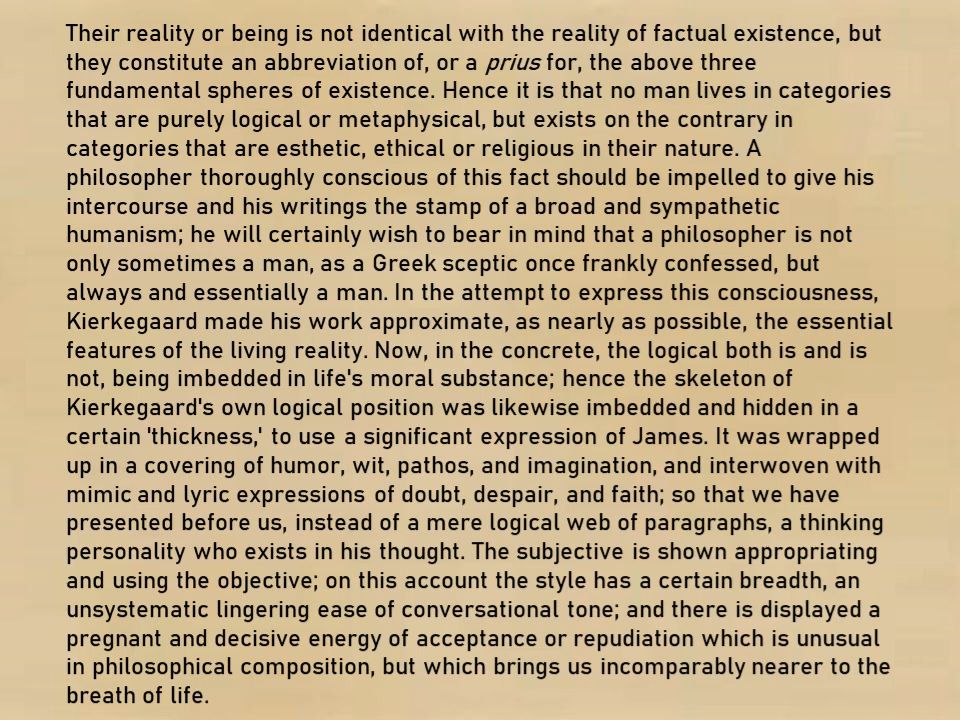 Their reality or being is not identical with the reality of factual existence, but
they constitute an abbreviation of, or a prius for, the above three
fundamental spheres of existence. Hence it is that no man lives in categories
that are purely logical or metaphysical, but exists on the contrary in
categories that are esthetic, ethical or religious in their nature. A
philosopher thoroughly conscious of this fact should be impelled to give his
intercourse and his writings the stamp of a broad and sympathetic
humanism; he will certainly wish to bear in mind that a philosopher is not
only sometimes a man, as a Greek sceptic once frankly confessed, but
always and essentially a man. In the attempt to express this consciousness,
Kierkegaard made his work approximate, as nearly as possible, the essential
features of the living reality. Now, in the concrete, the logical both is and is
not, being imbedded in life's moral substance; hence the skeleton of
Kierkegaard's own logical position was likewise imbedded and hidden in a
certain 'thickness,' to use a significant expression of James. It was wrapped
up in a covering of humor, wit, pathos, and imagination, and interwoven with
mimic and lyric expressions of doubt, despair, and faith; so that we have
presented before us, instead of a mere logical web of paragraphs, a thinking
personality who exists in his thought. The subjective is shown appropriating
and using the objective; on this account the style has a certain breadth, an
unsystematic lingering ease of conversational tone; and there is displayed a
pregnant and decisive energy of acceptance or repudiation which is unusual
in philosophical composition, but which brings us incomparably nearer to the
breath of life.